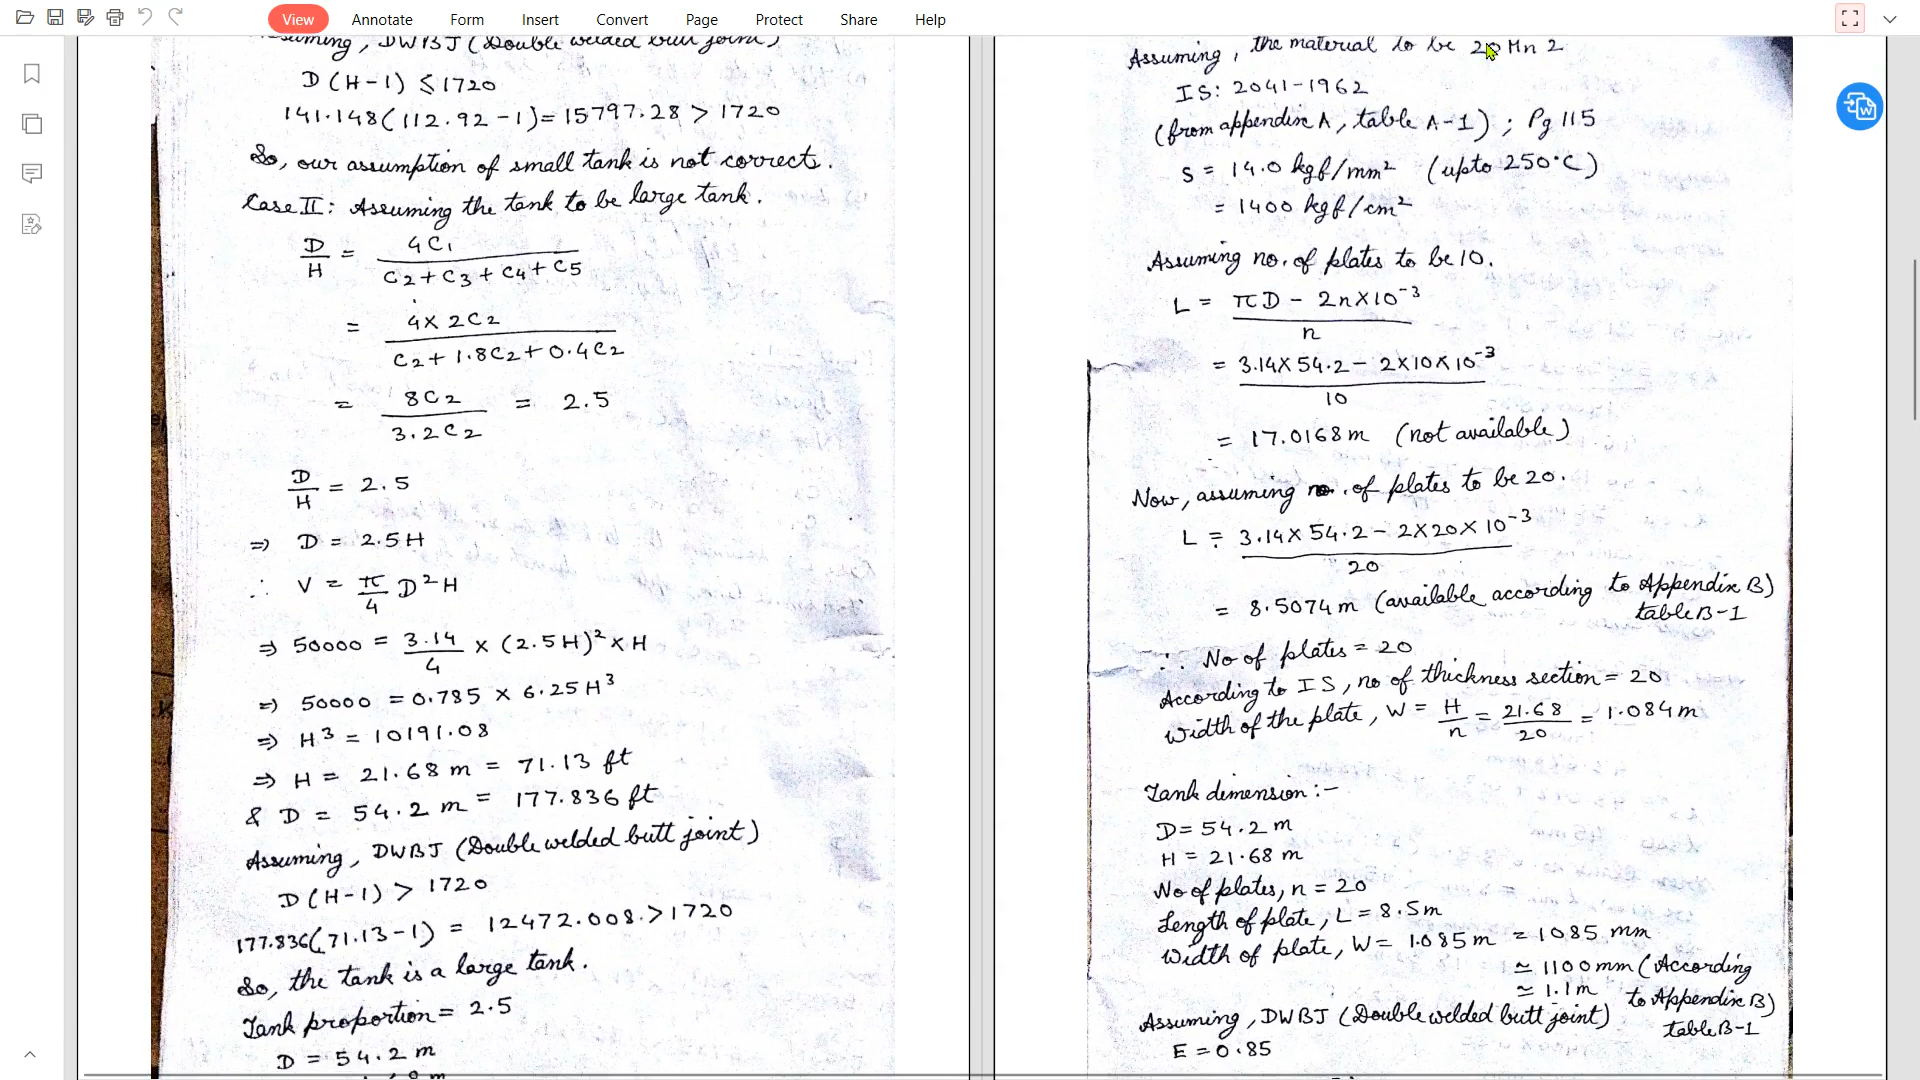 View
Annotate
Form
Insert
Convert
Page
Protect
Share
Help
Assuming, DWBJ (Double welded butt joint)
D (H-1) ≤ 1720
141.148(112.92-1) = 15797.28 > 1720
So, our assumption of small tank is not corrects.
Case II: Assuming the tank to be large tank.
D/H = 4C₁ / (C₂ + C₃ + C₄ + C₅)
= 4 × 2C₂ / (C₂ + 1.8C₂ + 0.4C₂)
= 8C₂ / 3.2C₂ = 2.5
D/H = 2.5
⇒ D = 2.5H
∴ V = π/4 D²H
⇒ 50000 = 3.14/4 × (2.5H)² × H
⇒ 50000 = 0.785 × 6.25H³
⇒ H³ = 10191.08
⇒ H = 21.68 m = 71.13 ft
& D = 54.2 m = 177.836 ft
Assuming, DWBJ (Double welded butt joint)
D (H-1) > 1720
177.836(71.13-1) = 12472.008 > 1720
So, the tank is a large tank.
Tank proportion = 2.5
D = 54.2 m
Assuming, the material to be 20 Mn 2
IS: 2041-1962
(from appendix A, table A-1); Pg 115
S = 14.0 kgf/mm² (upto 250°C)
= 1400 kgf/cm²
Assuming no. of plates to be 10.
L = (πD - 2n×10⁻³) / n
= (3.14×54.2 - 2×10×10⁻³) / 10
= 17.0168 m (not available)
Now, assuming no. of plates to be 20.
L = (3.14×54.2 - 2×20×10⁻³) / 20
= 8.5074 m (available according to Appendix B)
table B-1
∴ No of plates = 20
According to IS, no of thickness section = 20
Width of the plate, W = H/n = 21.68/20 = 1.084 m
Tank dimension :-
D = 54.2 m
H = 21.68 m
No of plates, n = 20
Length of plate, L = 8.5 m
Width of plate, W = 1.085 m = 1085 mm
≃ 1100 mm (According
≃ 1.1 m to Appendix B)
table B-1
Assuming, DWBJ (Double welded butt joint)
E = 0.85